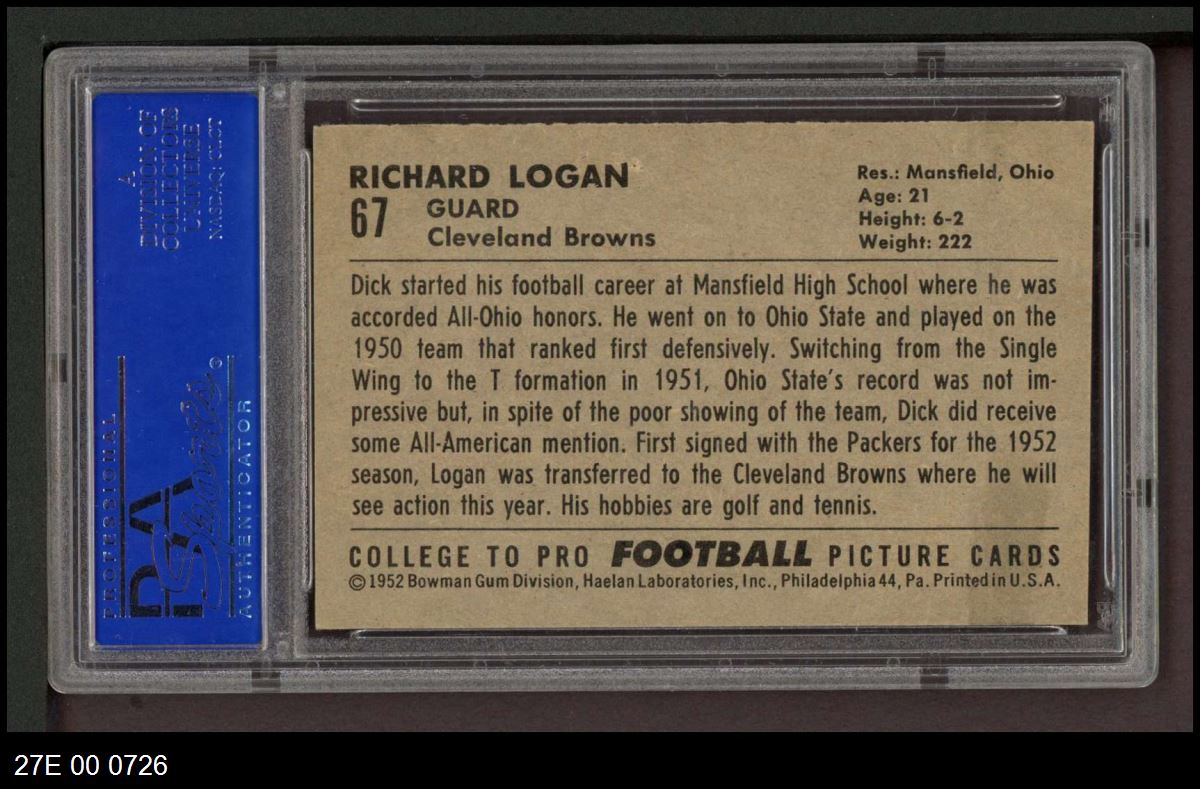 A
DIVISION OF
COLLECTORS
UNIVERSE
NASDAQ: CLCT
PROFESSIONAL
PSA
Sports
AUTHENTICATOR
RICHARD LOGAN
67
GUARD
Cleveland Browns
Res.: Mansfield, Ohio
Age: 21
Height: 6-2
Weight: 222
Dick started his football career at Mansfield High School where he was
accorded All-Ohio honors. He went on to Ohio State and played on the
1950 team that ranked first defensively. Switching from the Single
Wing to the T formation in 1951, Ohio State's record was not im-
pressive but, in spite of the poor showing of the team, Dick did receive
some All-American mention. First signed with the Packers for the 1952
season, Logan was transferred to the Cleveland Browns where he will
see action this year. His hobbies are golf and tennis.
COLLEGE TO PRO FOOTBALL PICTURE CARDS
© 1952 Bowman Gum Division, Haelan Laboratories, Inc., Philadelphia 44, Pa. Printed in U.S.A.
27E 00 0726